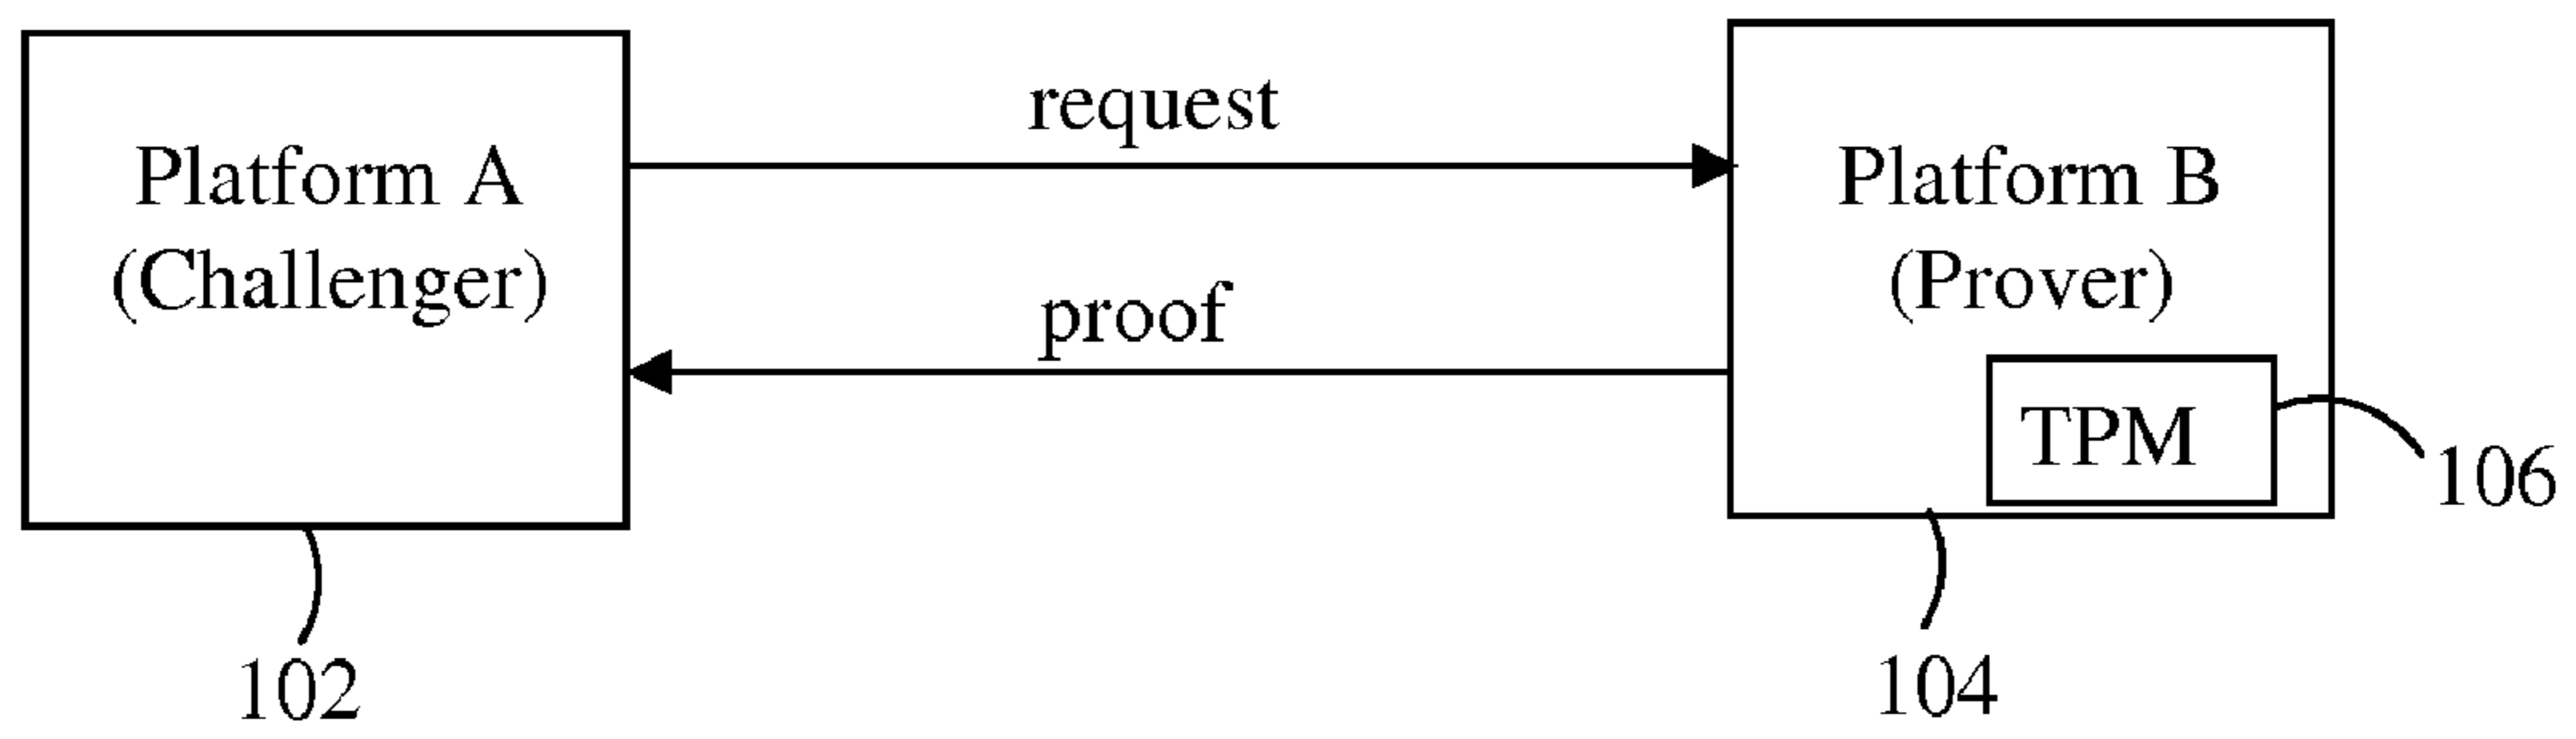 Platform A
(Challenger)
request
proof
Platform B
(Prover)
TPM
106
102
104